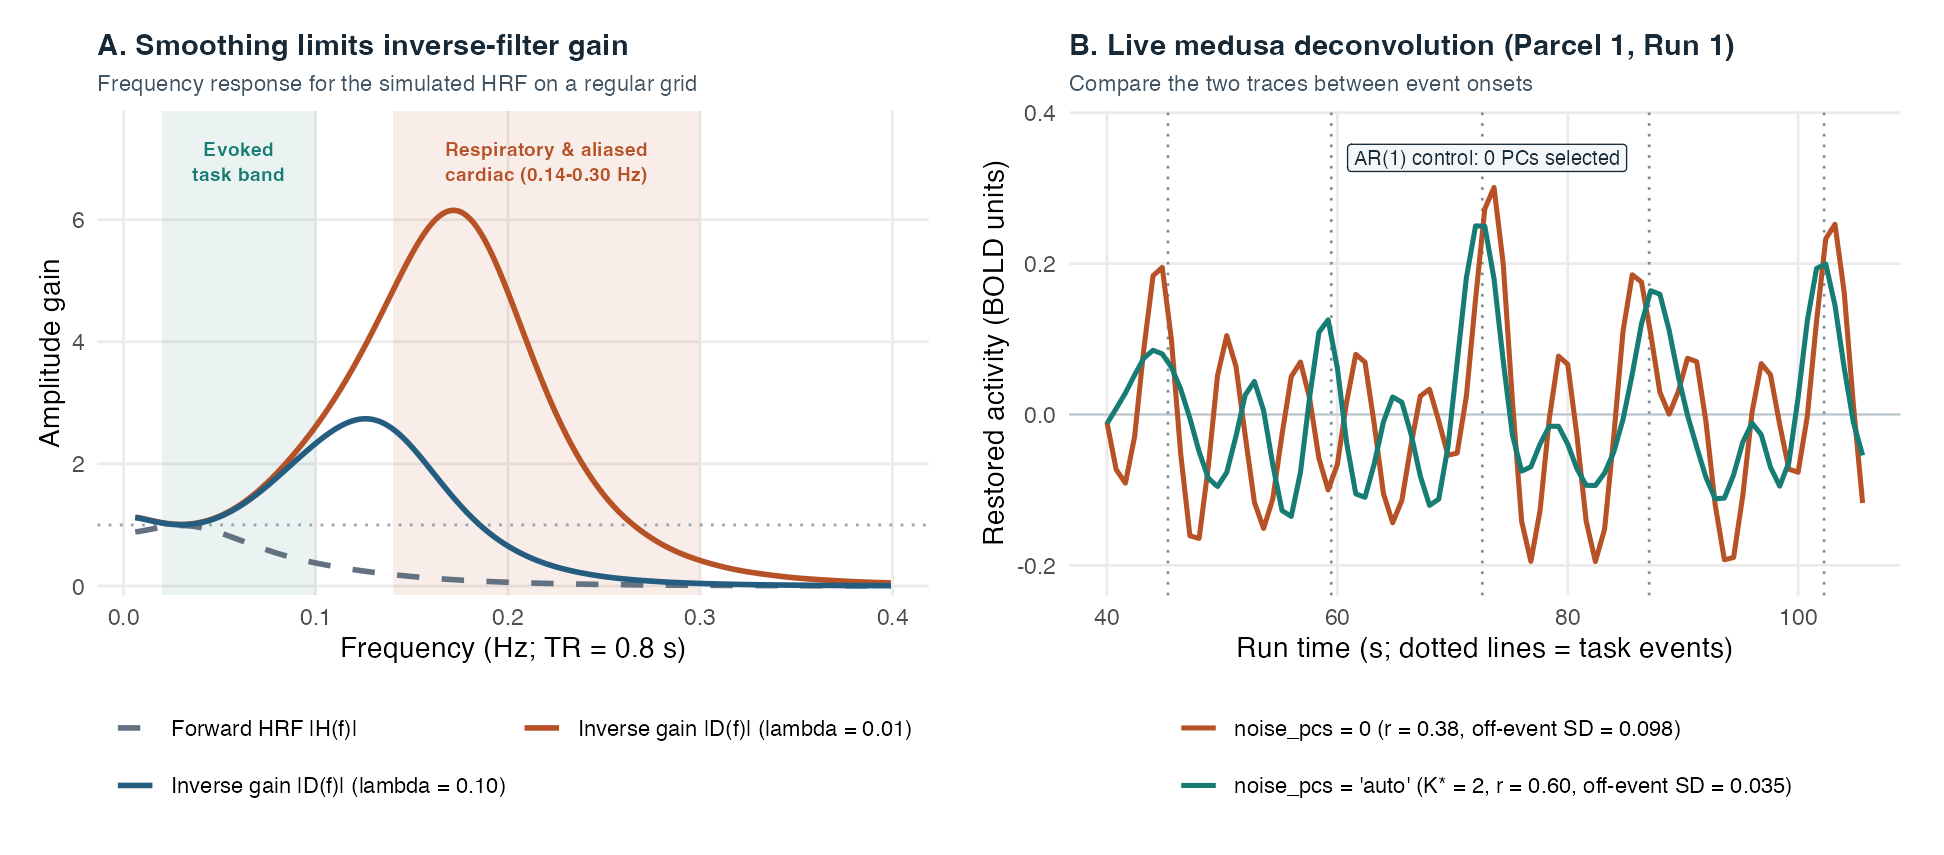 A. Smoothing limits inverse-filter gain
Frequency response for the simulated HRF on a regular grid
Evoked
task band
Respiratory & aliased
cardiac (0.14-0.30 Hz)
Amplitude gain
6
4
2
0
0.0
0.1
0.2
0.3
0.4
Frequency (Hz; TR = 0.8 s)
Forward HRF |H(f)|
Inverse gain |D(f)| (lambda = 0.01)
Inverse gain |D(f)| (lambda = 0.10)
B. Live medusa deconvolution (Parcel 1, Run 1)
Compare the two traces between event onsets
AR(1) control: 0 PCs selected
Restored activity (BOLD units)
0.4
0.2
0.0
-0.2
40
60
80
100
Run time (s; dotted lines = task events)
noise_pcs = 0 (r = 0.38, off-event SD = 0.098)
noise_pcs = 'auto' (K* = 2, r = 0.60, off-event SD = 0.035)